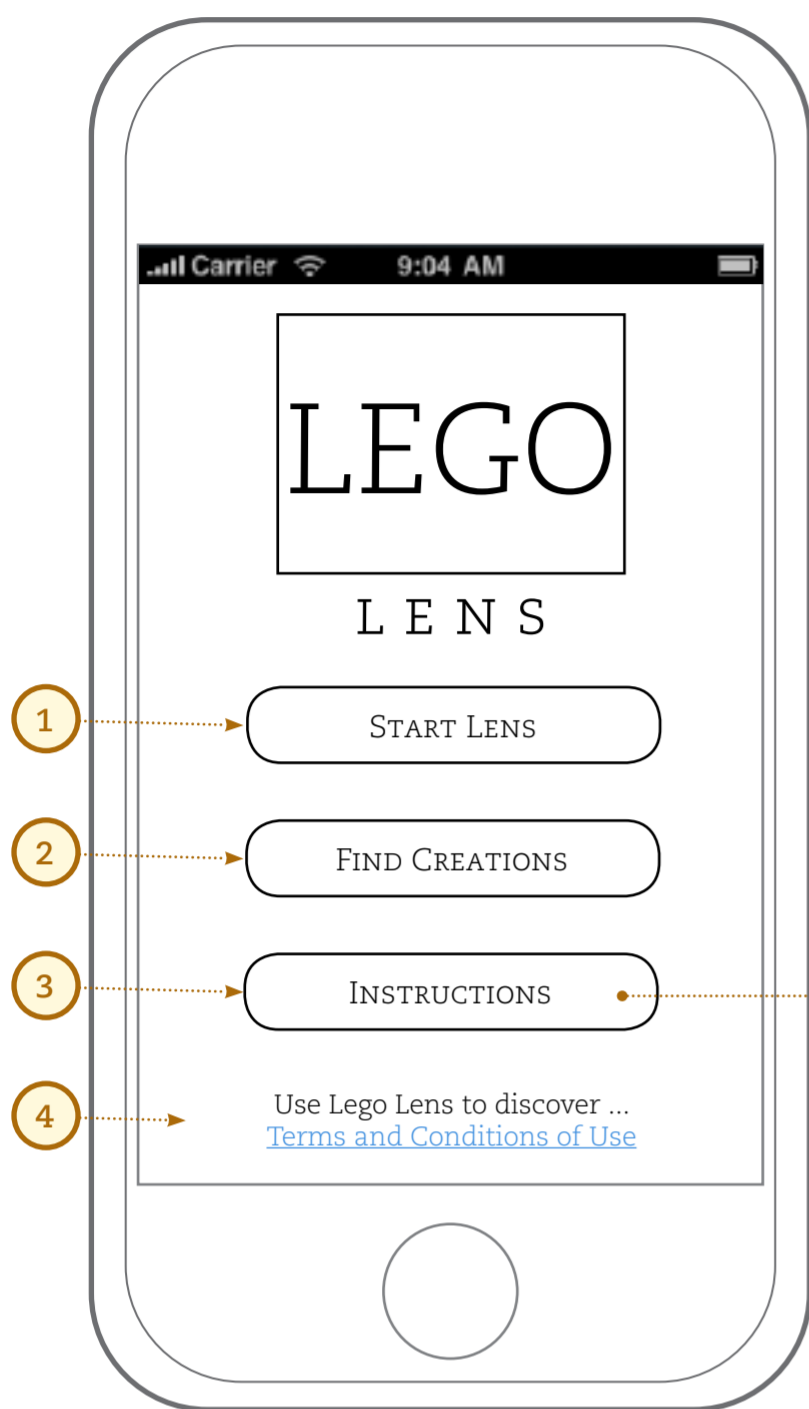 Carrier 9:04 AM
LEGO
LENS
1 START LENS
2 FIND CREATIONS
3 INSTRUCTIONS
4 Use Lego Lens to discover ...
Terms and Conditions of Use